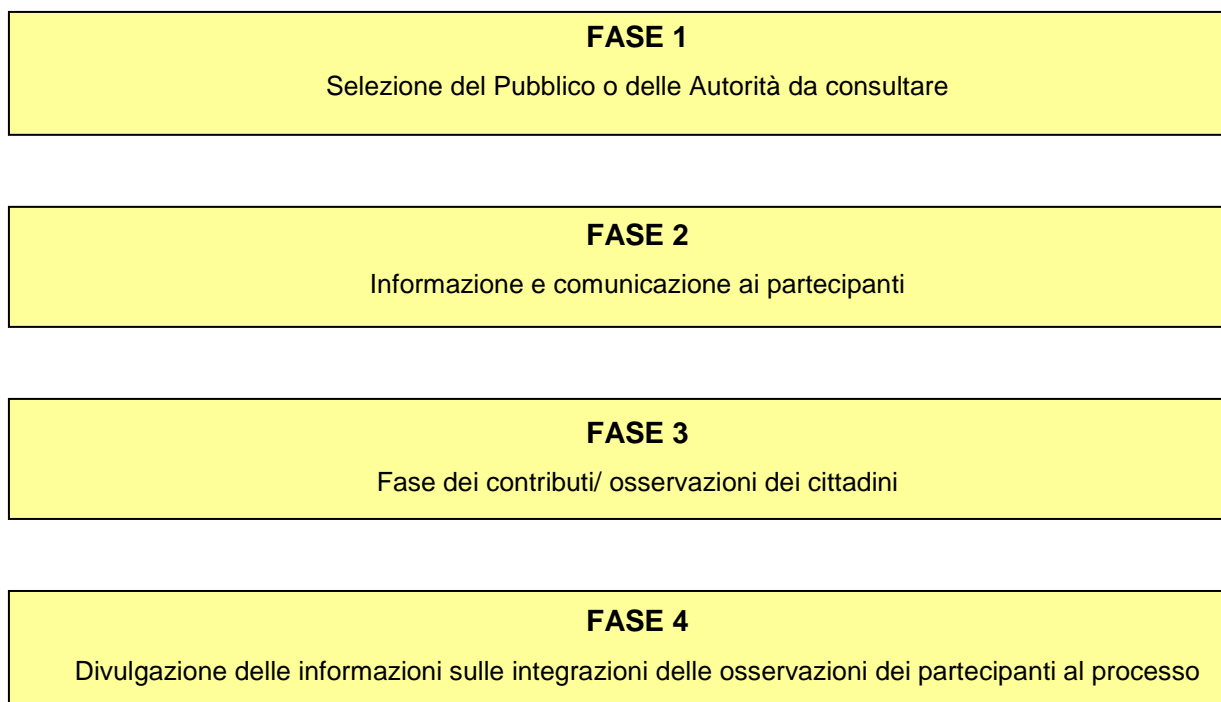 FASE 1
Selezione del Pubblico o delle Autorità da consultare
FASE 2
Informazione e comunicazione ai partecipanti
FASE 3
Fase dei contributi/ osservazioni dei cittadini
FASE 4
Divulgazione delle informazioni sulle integrazioni delle osservazioni dei partecipanti al processo